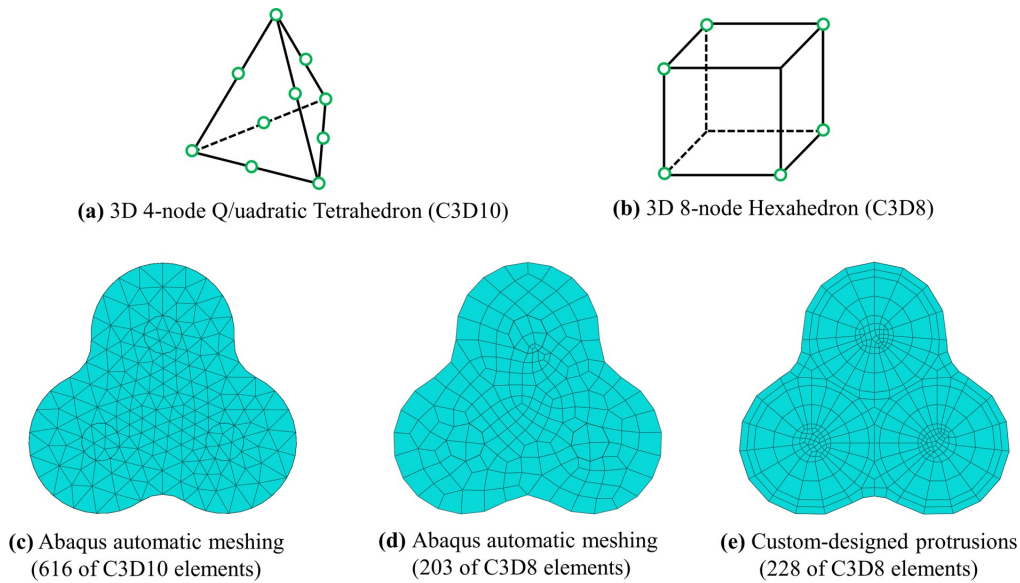 (a) 3D 4-node Q/uadratic Tetrahedron (C3D10)
(b) 3D 8-node Hexahedron (C3D8)
(c) Abaqus automatic meshing
(616 of C3D10 elements)
(d) Abaqus automatic meshing
(203 of C3D8 elements)
(e) Custom-designed protrusions
(228 of C3D8 elements)